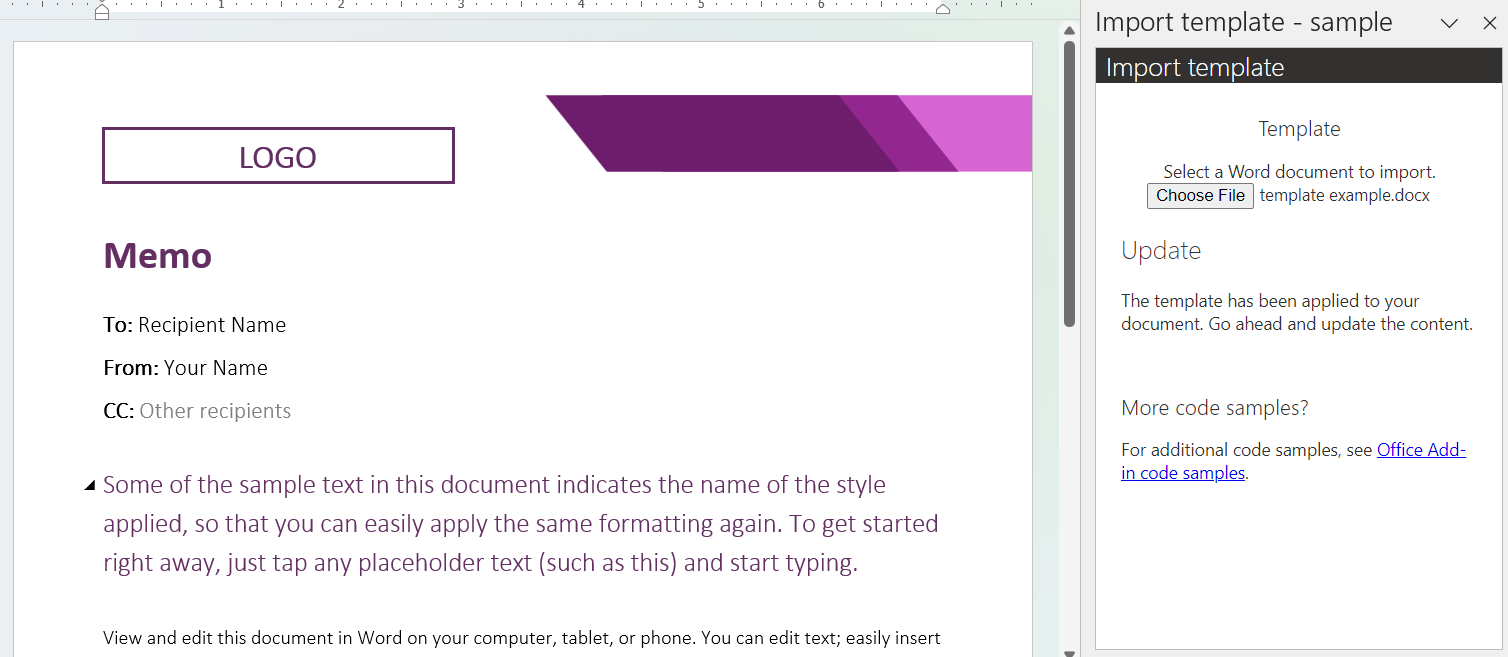 1 2 3 4 5 6
LOGO
Memo
To: Recipient Name
From: Your Name
CC: Other recipients
Some of the sample text in this document indicates the name of the style
applied, so that you can easily apply the same formatting again. To get started
right away, just tap any placeholder text (such as this) and start typing.
View and edit this document in Word on your computer, tablet, or phone. You can edit text; easily insert
Import template - sample
Import template
Template
Select a Word document to import.
Choose File template example.docx
Update
The template has been applied to your
document. Go ahead and update the content.
More code samples?
For additional code samples, see Office Add-
in code samples.